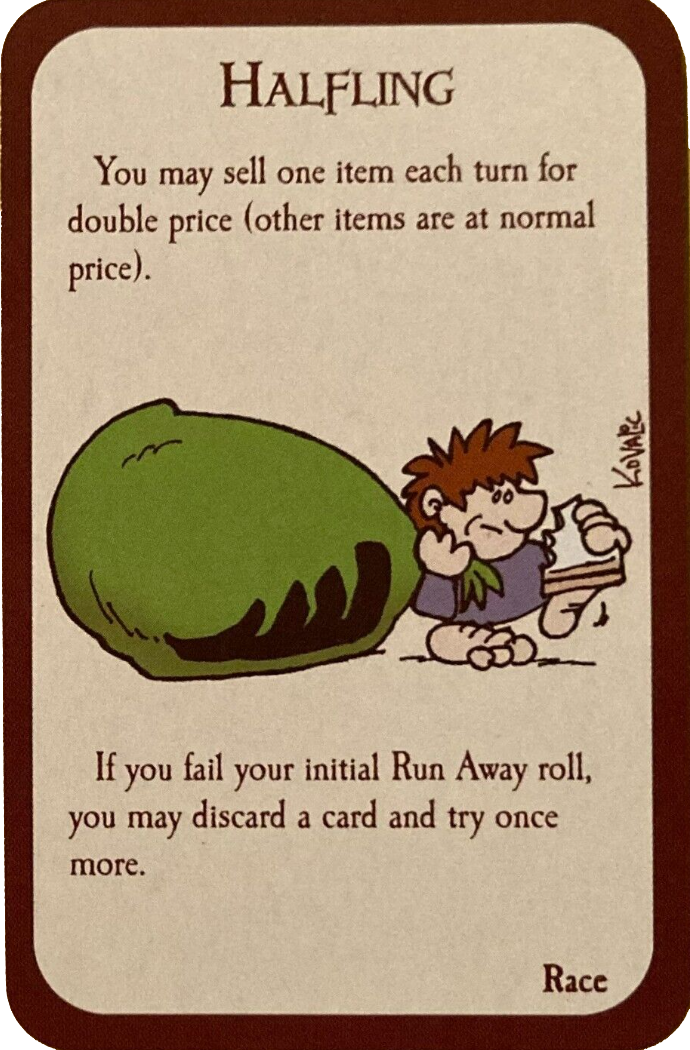 HALFLING
You may sell one item each turn for
double price (other items are at normal
price).
KOVALIC
If you fail your initial Run Away roll,
you may discard a card and try once
more.
Race